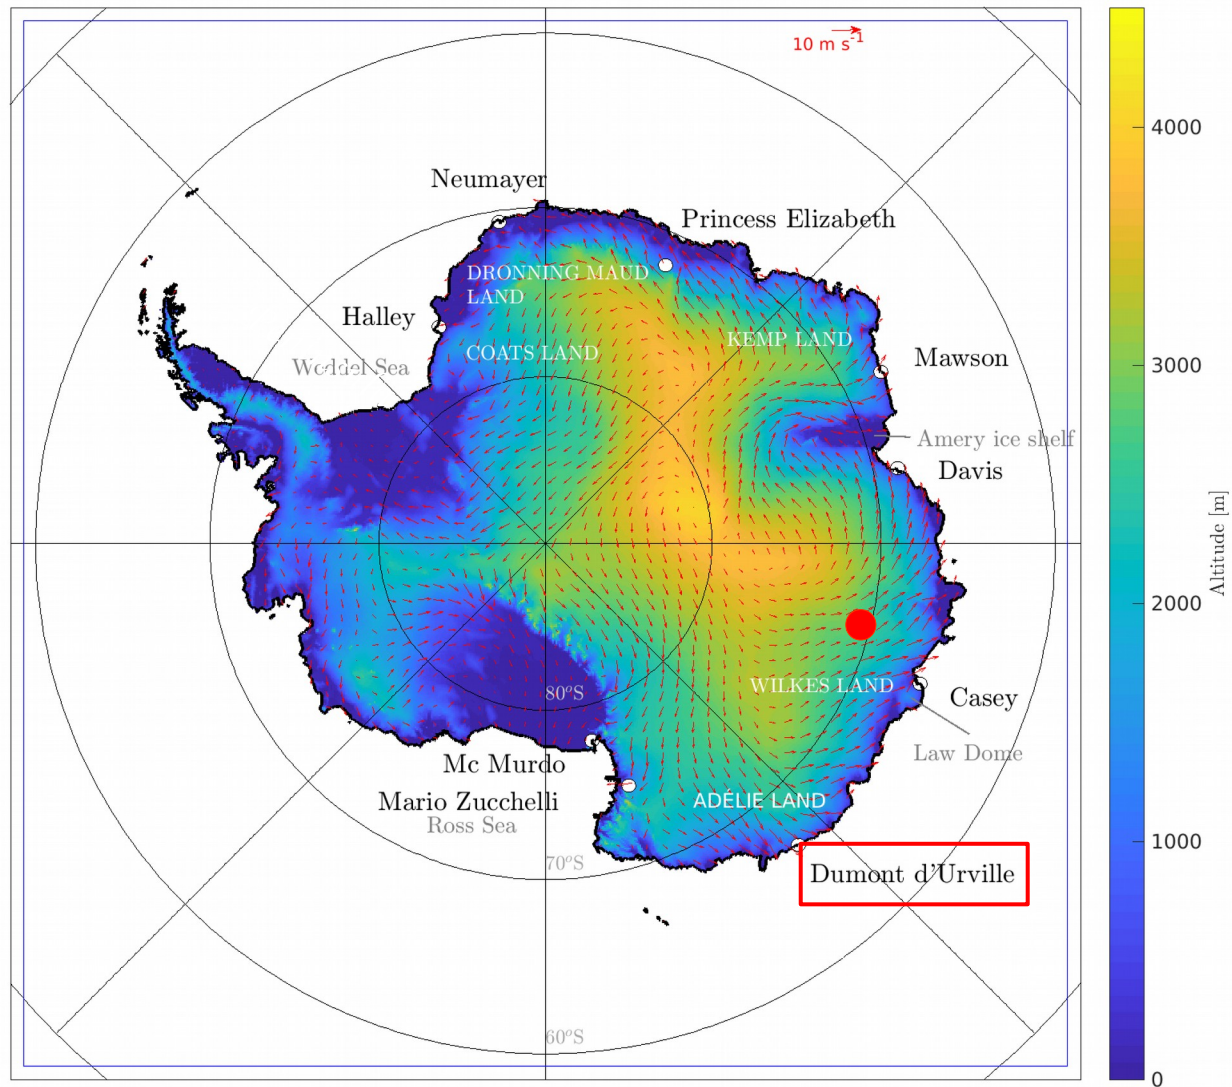 10 m s-1
4000
Neumayer
Princess Elizabeth
DRONNING MAUD
LAND
Halley
KEMP LAND
COATS LAND
Mawson
Weddel Sea
3000
Amery ice shelf
Davis
Altitude [m]
2000
80°S
WILKES LAND
Casey
Law Dome
Mc Murdo
Mario Zucchelli
ADÉLIE LAND
Ross Sea
1000
70°S
Dumont d'Urville
60°S
0